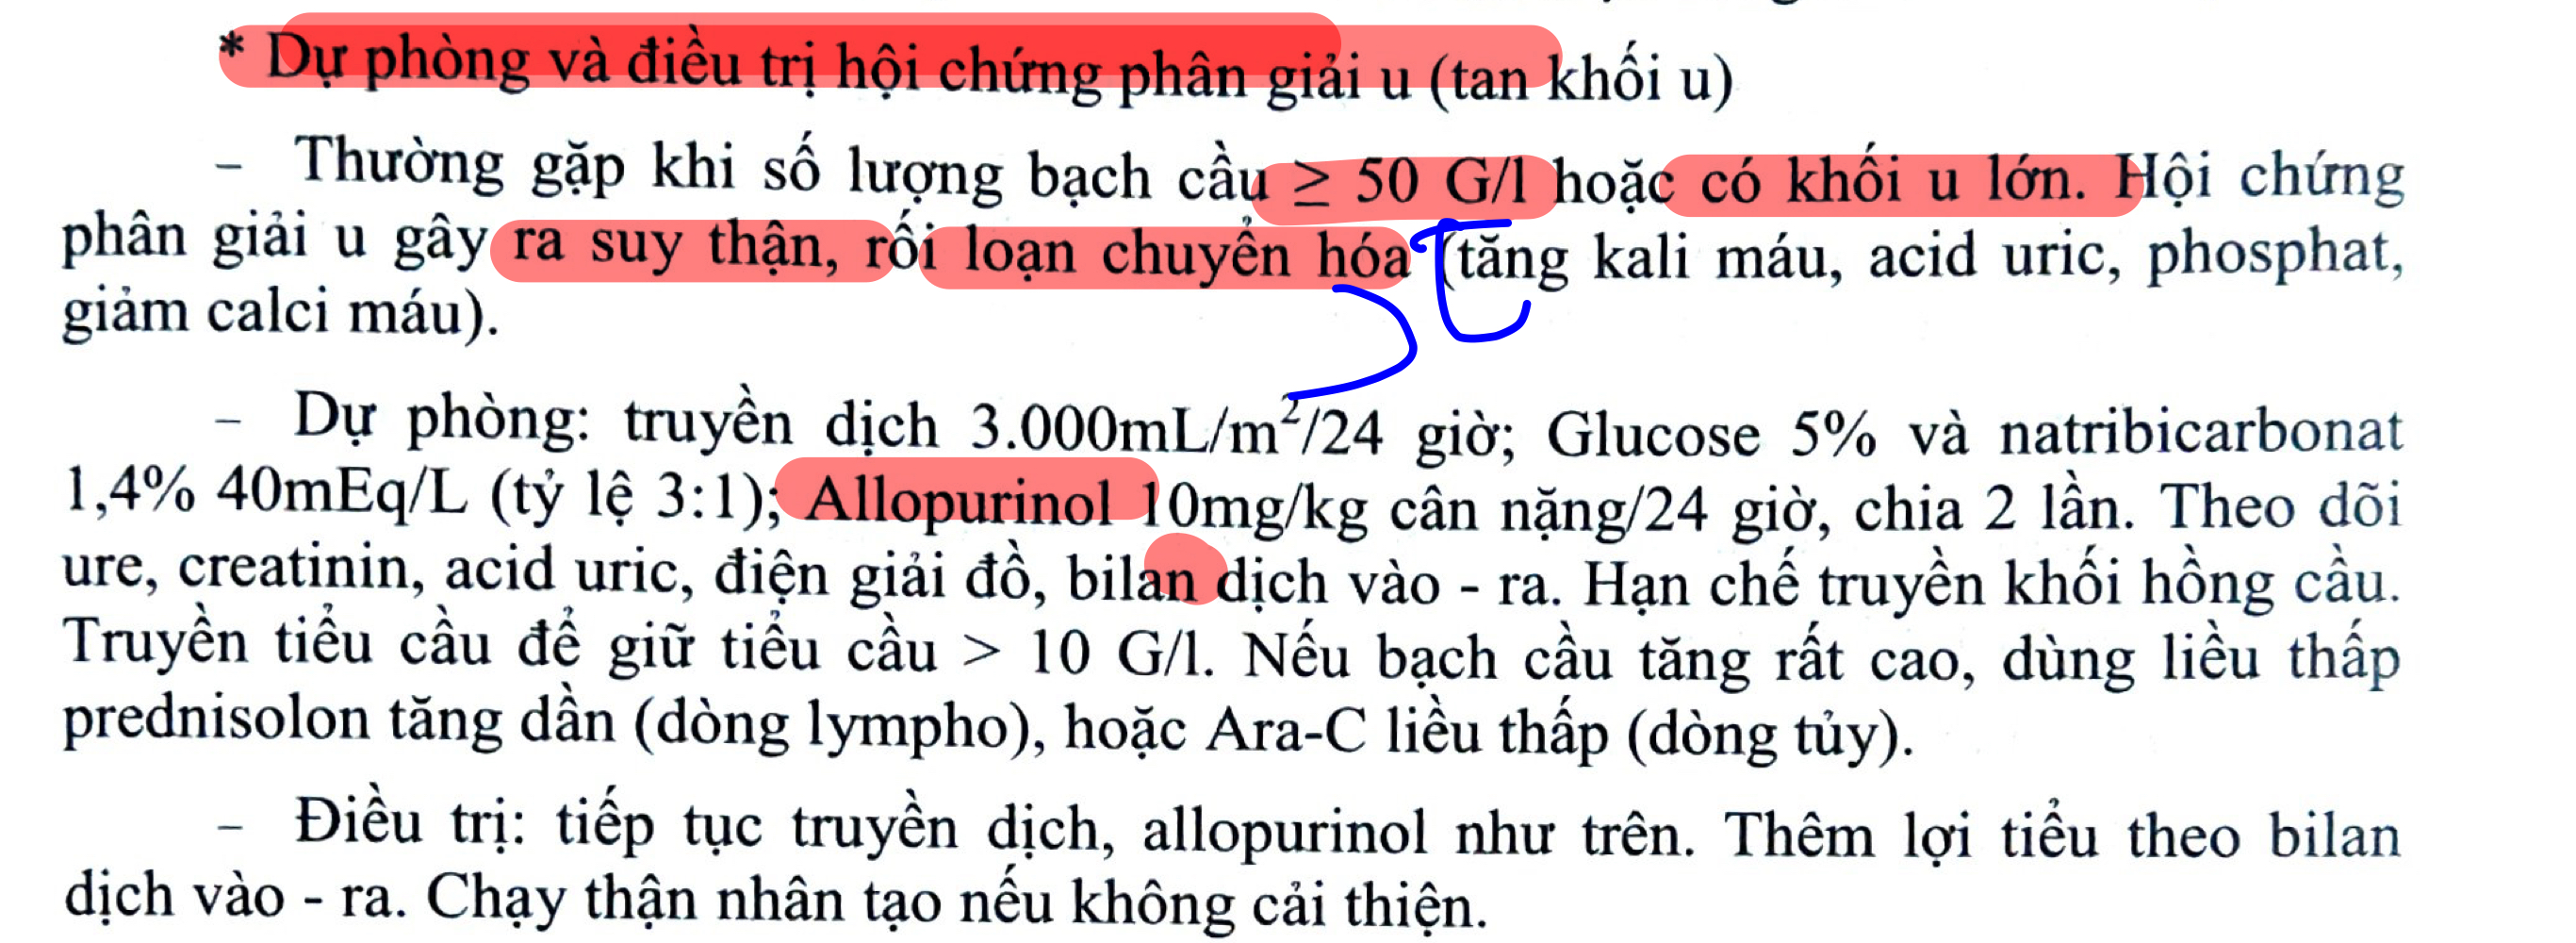 * Dự phòng và điều trị hội chứng phân giải u (tan khối u)
– Thường gặp khi số lượng bạch cầu ≥ 50 G/l hoặc có khối u lớn. Hội chứng
phân giải u gây ra suy thận, rối loạn chuyển hóa (tăng kali máu, acid uric, phosphat,
giảm calci máu).
– Dự phòng: truyền dịch 3.000mL/m²/24 giờ; Glucose 5% và natribicarbonat
1,4% 40mEq/L (tỷ lệ 3:1); Allopurinol 10mg/kg cân nặng/24 giờ, chia 2 lần. Theo dõi
ure, creatinin, acid uric, điện giải đồ, bilan dịch vào - ra. Hạn chế truyền khối hồng cầu.
Truyền tiểu cầu để giữ tiểu cầu > 10 G/l. Nếu bạch cầu tăng rất cao, dùng liều thấp
prednisolon tăng dần (dòng lympho), hoặc Ara-C liều thấp (dòng tủy).
– Điều trị: tiếp tục truyền dịch, allopurinol như trên. Thêm lợi tiểu theo bilan
dịch vào - ra. Chạy thận nhân tạo nếu không cải thiện.